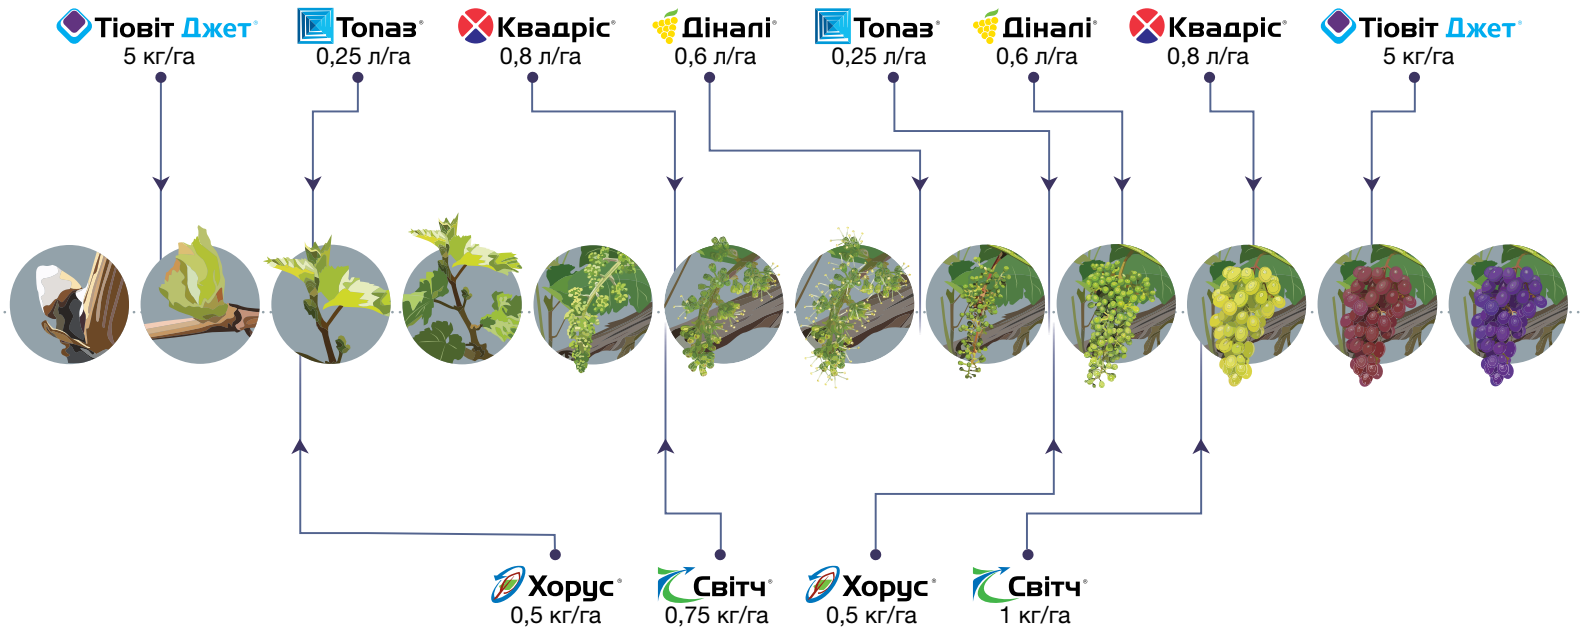 Тіовіт Джет®
5 кг/га
Топаз®
0,25 л/га
Квадріс®
0,8 л/га
Діналі®
0,6 л/га
Топаз®
0,25 л/га
Діналі®
0,6 л/га
Квадріс®
0,8 л/га
Тіовіт Джет®
5 кг/га
Хорус®
0,5 кг/га
Світч®
0,75 кг/га
Хорус®
0,5 кг/га
Світч®
1 кг/га